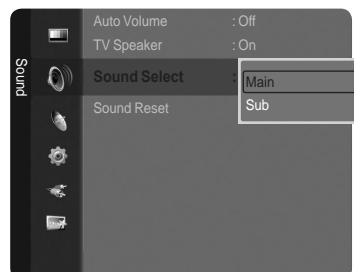 Sound
Auto Volume : Off
TV Speaker : On
Sound Select :
Main
Sub
Sound Reset